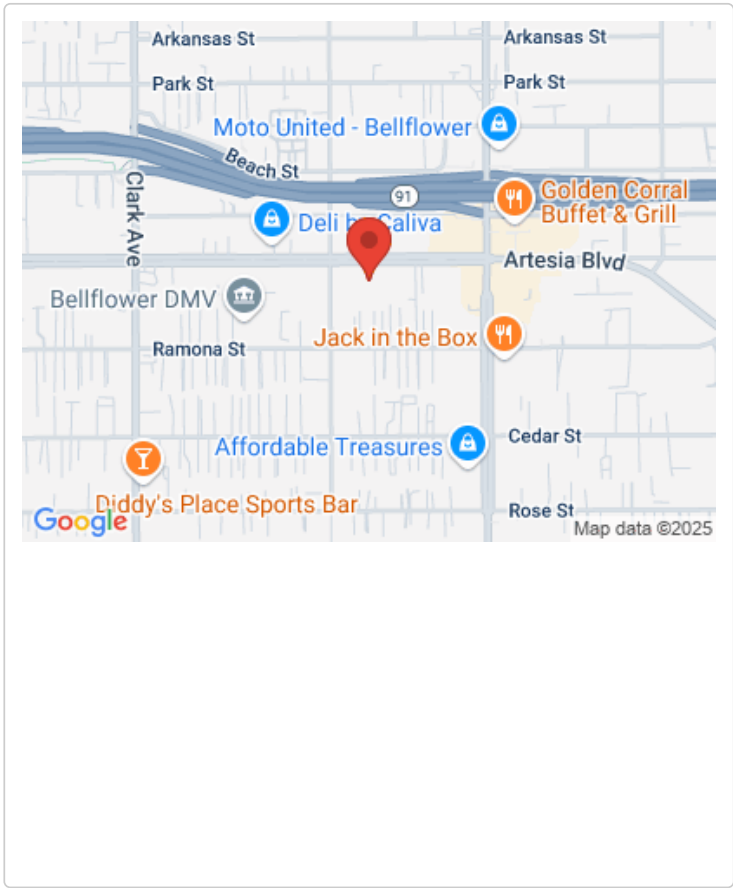 Arkansas St
Arkansas St
Park St
Park St
Moto United - Bellflower
Beach St
91
Clark Ave
Golden Corral
Buffet & Grill
Deli by Caliva
Artesia Blvd
Bellflower DMV
Jack in the Box
Ramona St
Cedar St
Affordable Treasures
Diddy's Place Sports Bar
Rose St
Google
Map data ©2025